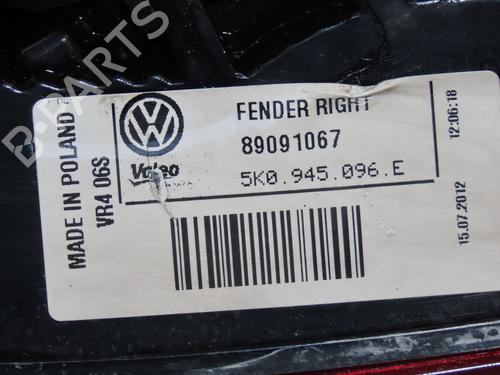 FENDER RIGHT
89091067
5K0.945.096.E
Valeo
MADE IN POLAND
VR4 06S
12:06:18
15.07.2012
B-PARTS